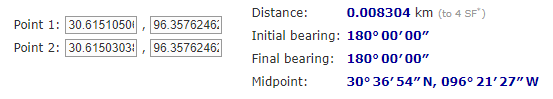 Point 1: 30.6151050 , 96.3576246
Point 2: 30.6150303 , 96.3576246
Distance: 0.008304 km (to 4 SF*)
Initial bearing: 180° 00′ 00″
Final bearing: 180° 00′ 00″
Midpoint: 30° 36′ 54″ N, 096° 21′ 27″ W